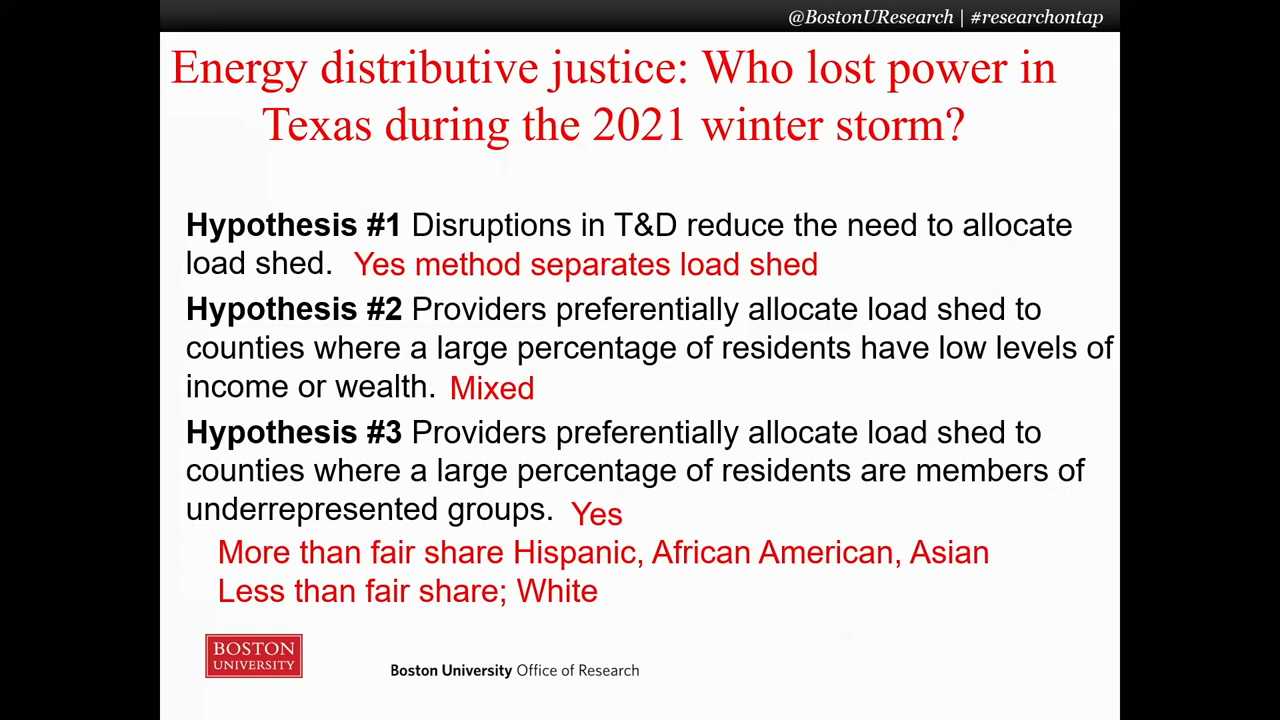 @BostonUResearch | #researchontap
Energy distributive justice: Who lost power in
Texas during the 2021 winter storm?
Hypothesis #1 Disruptions in T&D reduce the need to allocate
load shed. Yes method separates load shed
Hypothesis #2 Providers preferentially allocate load shed to
counties where a large percentage of residents have low levels of
income or wealth. Mixed
Hypothesis #3 Providers preferentially allocate load shed to
counties where a large percentage of residents are members of
underrepresented groups. Yes
More than fair share Hispanic, African American, Asian
Less than fair share; White
BOSTON
UNIVERSITY
Boston University Office of Research